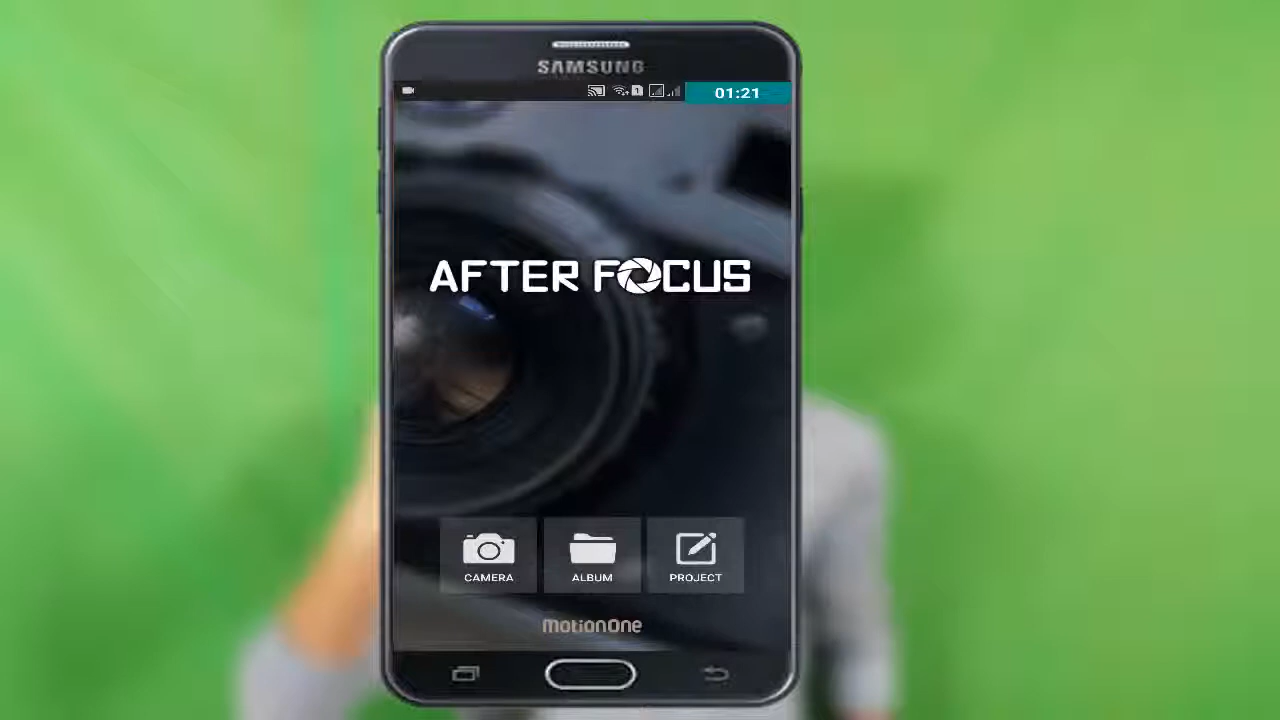 SAMSUNG
01:21
AFTER FOCUS
CAMERA
ALBUM
PROJECT
MotionOne